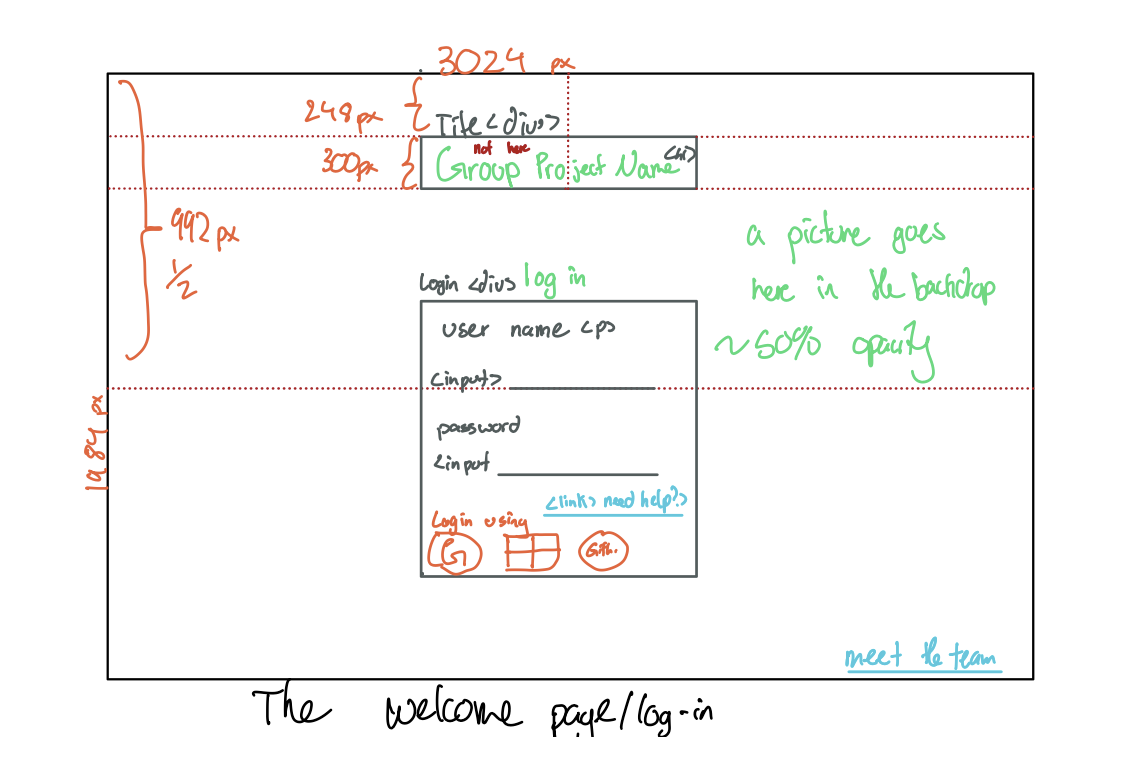 3024 px
248 px
Title <div>
not here
300px
Group Project Name <h1>
992 px
1/2
a picture goes
here in the backdrop
~50% opacity
Login <div> log in
user name <p>
<input>
1984 px
password
<input
<link> need help?>
Login using
G
Gith.
meet the team
The welcome page/log-in